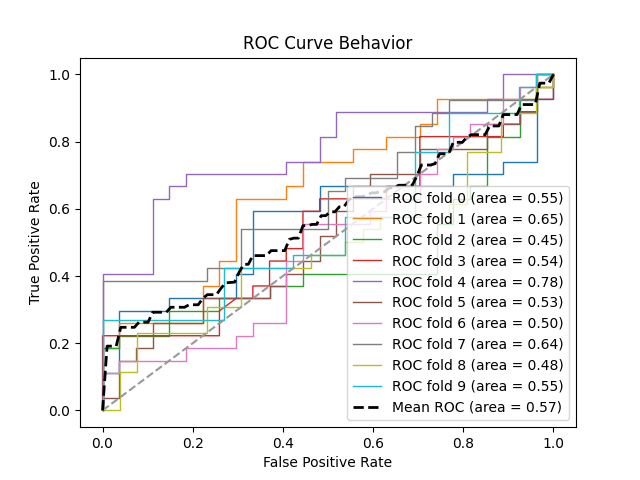 ROC Curve Behavior
1.0
0.8
0.6
0.4
0.2
0.0
True Positive Rate
ROC fold 0 (area = 0.55)
ROC fold 1 (area = 0.65)
ROC fold 2 (area = 0.45)
ROC fold 3 (area = 0.54)
ROC fold 4 (area = 0.78)
ROC fold 5 (area = 0.53)
ROC fold 6 (area = 0.50)
ROC fold 7 (area = 0.64)
ROC fold 8 (area = 0.48)
ROC fold 9 (area = 0.55)
Mean ROC (area = 0.57)
0.0 0.2 0.4 0.6 0.8 1.0
False Positive Rate